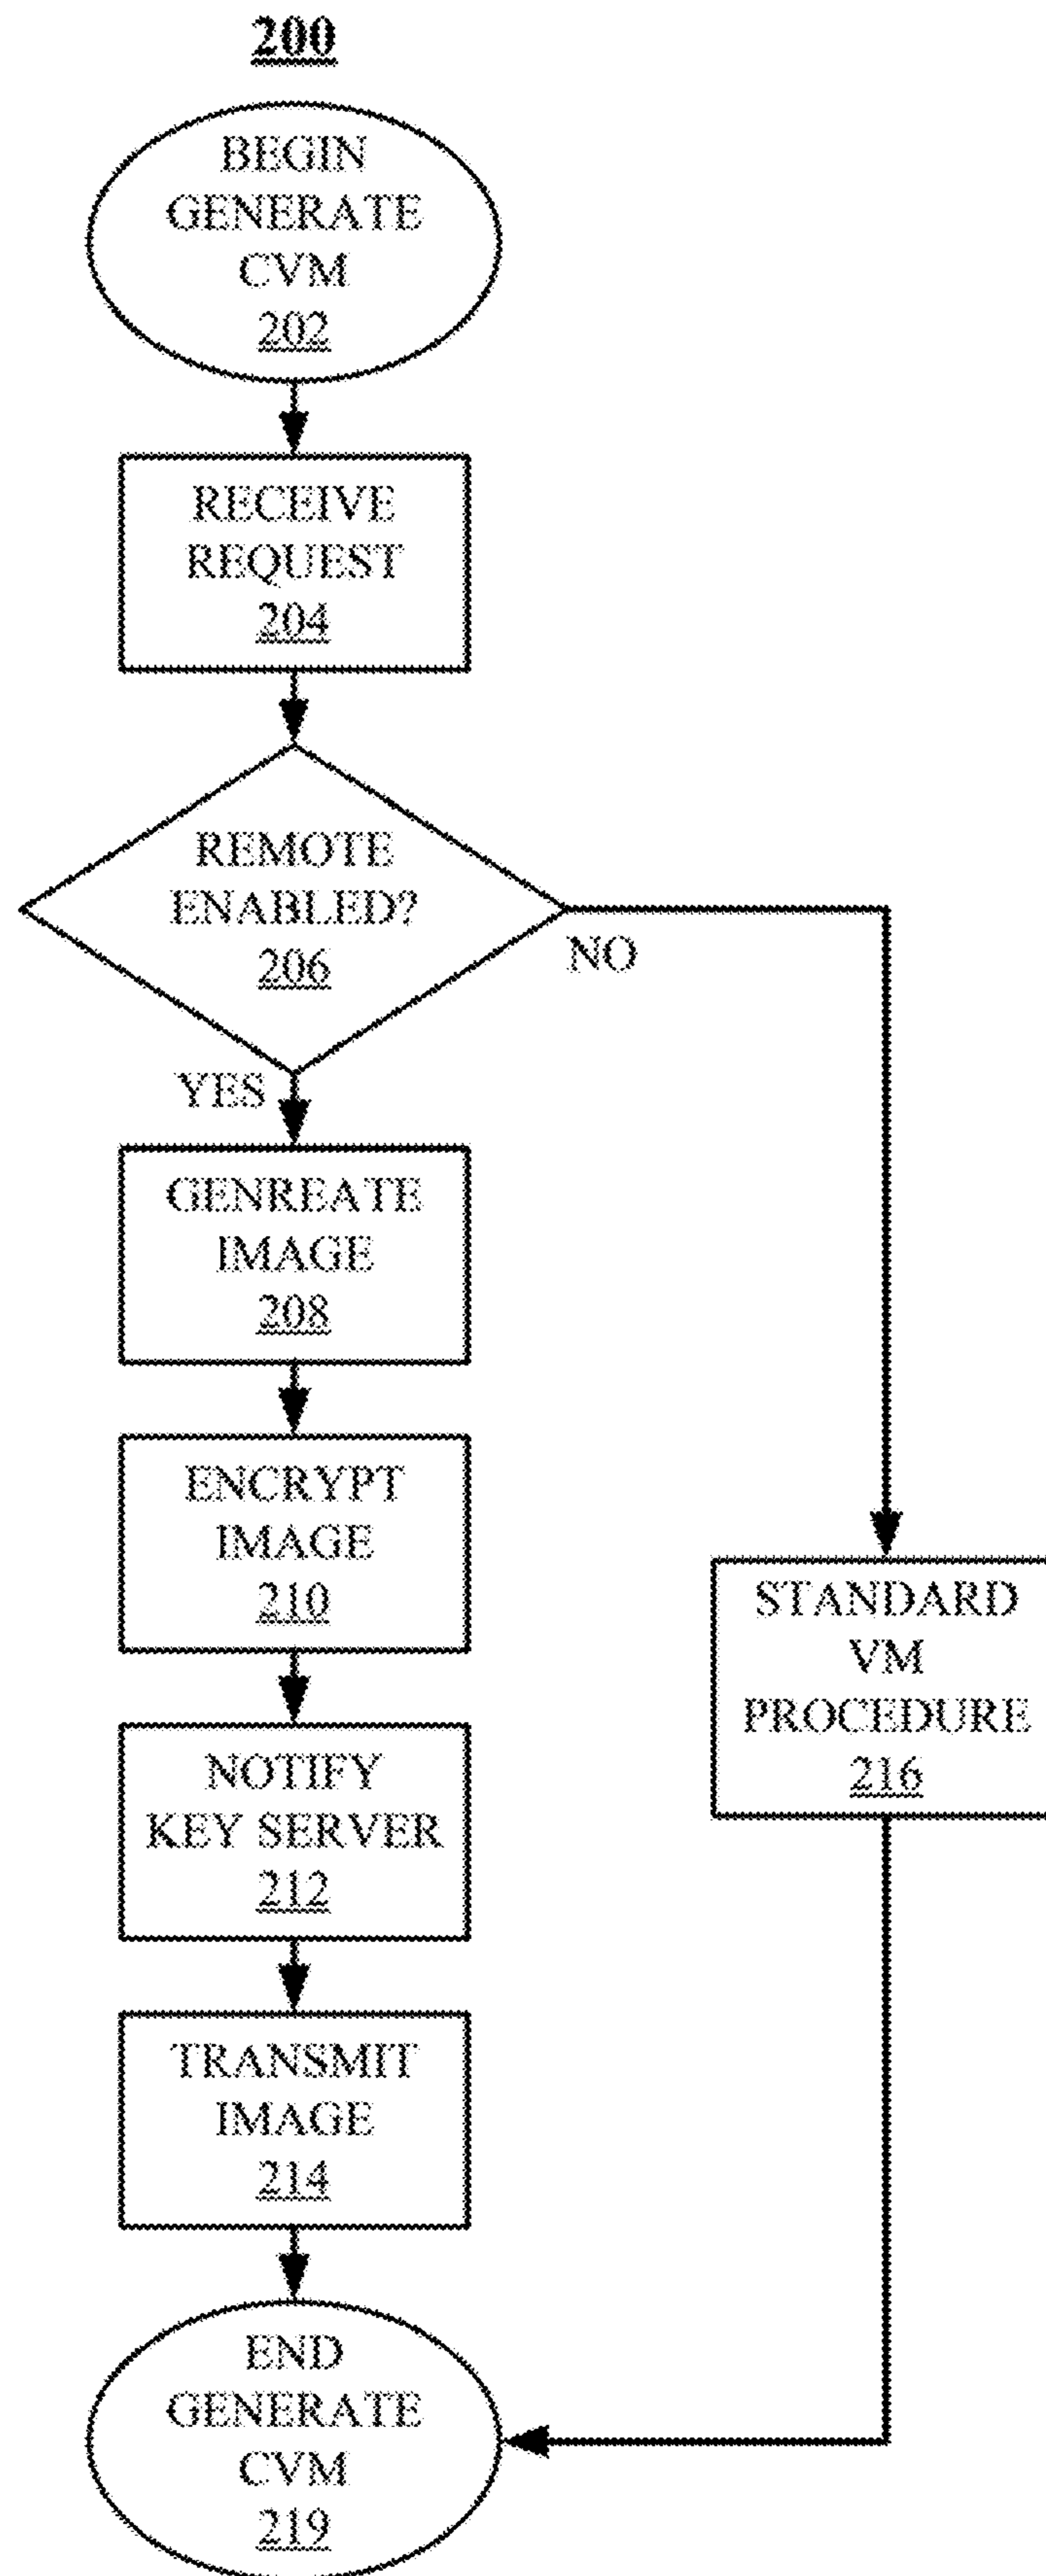 200
BEGIN
GENERATE
CVM
202
RECEIVE
REQUEST
204
REMOTE
ENABLED?
206
NO
YES
GENREATE
IMAGE
208
ENCRYPT
IMAGE
210
NOTIFY
KEY SERVER
212
TRANSMIT
IMAGE
214
STANDARD
VM
PROCEDURE
216
END
GENERATE
CVM
219